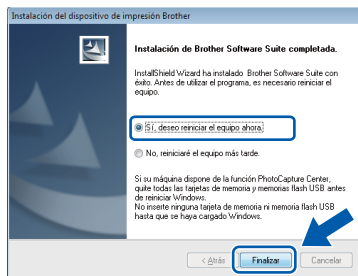 Instalación del dispositivo de impresión Brother
Instalación de Brother Software Suite completada.
InstallShield Wizard ha instalado Brother Software Suite con
éxito. Antes de utilizar el programa, es necesario reiniciar el
equipo.
Sí, deseo reiniciar el equipo ahora.
No, reiniciaré el equipo más tarde.
Si su máquina dispone de la función PhotoCapture Center,
quite todas las tarjetas de memoria y memorias flash USB antes
de reiniciar Windows.
No inserte ninguna tarjeta de memoria ni memoria flash USB
hasta que se haya cargado Windows.
< Atrás
Finalizar
Cancelar